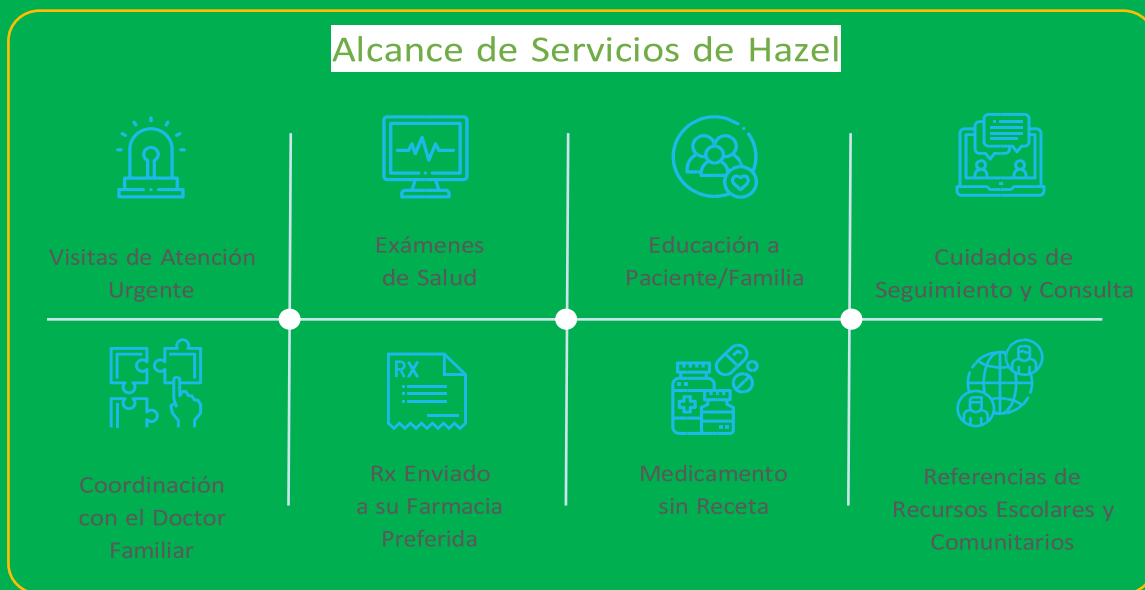 Alcance de Servicios de Hazel
Visitas de Atención
Urgente
Exámenes
de Salud
Educación a
Paciente/Familia
Cuidados de
Seguimiento y Consulta
Coordinación
con el Doctor
Familiar
RX
Rx Enviado
a su Farmacia
Preferida
Medicamento
sin Receta
Referencias de
Recursos Escolares y
Comunitarios